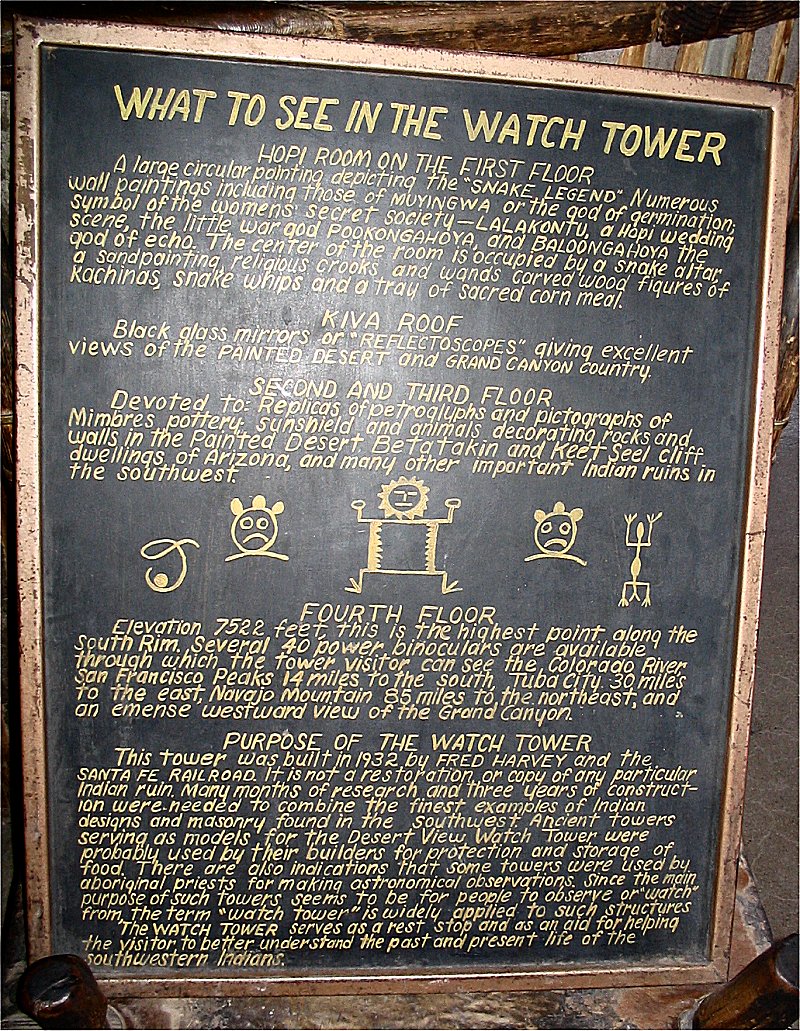 WHAT TO SEE IN THE WATCH TOWER
HOPI ROOM ON THE FIRST FLOOR
A large circular painting depicting the "SNAKE LEGEND" Numerous
wall paintings including those of MUYINGWA or the god of germination;
symbol of the womens' secret society — LALAKONTU, a Hopi wedding
scene, the little war god POOKONGAHOYA, and BALOONGAHOYA the
god of echo. The center of the room is occupied by a snake altar,
a sandpainting, religious crooks, and wands carved wood figures of
Kachinas, snake whips and a tray of sacred corn meal.
KIVA ROOF
Black glass mirrors or "REFLECTOSCOPES" giving excellent
views of the PAINTED DESERT and GRAND CANYON country.
SECOND AND THIRD FLOOR
Devoted to: Replicas of petroglyphs and pictographs of
Mimbres pottery, sunshield and animals decorating rocks and
walls in the Painted Desert, Betatakin and Keet Seel cliff
dwellings of Arizona, and many other important Indian ruins in
the southwest.
FOURTH FLOOR
Elevation 7522 feet, this is the highest point along the
South Rim. Several 40 power binoculars are available
through which the tower visitor can see the Colorado River
San Francisco Peaks 14 miles to the south, Tuba City 30 miles
to the east, Navajo Mountain 85 miles to the northeast, and
an emense westward view of the Grand Canyon.
PURPOSE OF THE WATCH TOWER
This tower was built in 1932 by FRED HARVEY and the
SANTA FE RAILROAD. It is not a restoration, or copy of any particular
Indian ruin. Many months of research and three years of construct-
ion were needed to combine the finest examples of Indian
designs and masonry found in the Southwest Ancient towers
serving as models for the Desert View Watch Tower were
probably used by their builders for protection and storage of
food. There are also indications that some towers were used by
aboriginal priests for making astronomical observations. Since the main
purpose of such towers seems to be for people to observe or "watch"
from, the term "watch tower" is widely applied to such structures
The WATCH TOWER serves as a rest stop and as an aid for helping
the visitor to better understand the past and present life of the
southwestern Indians.